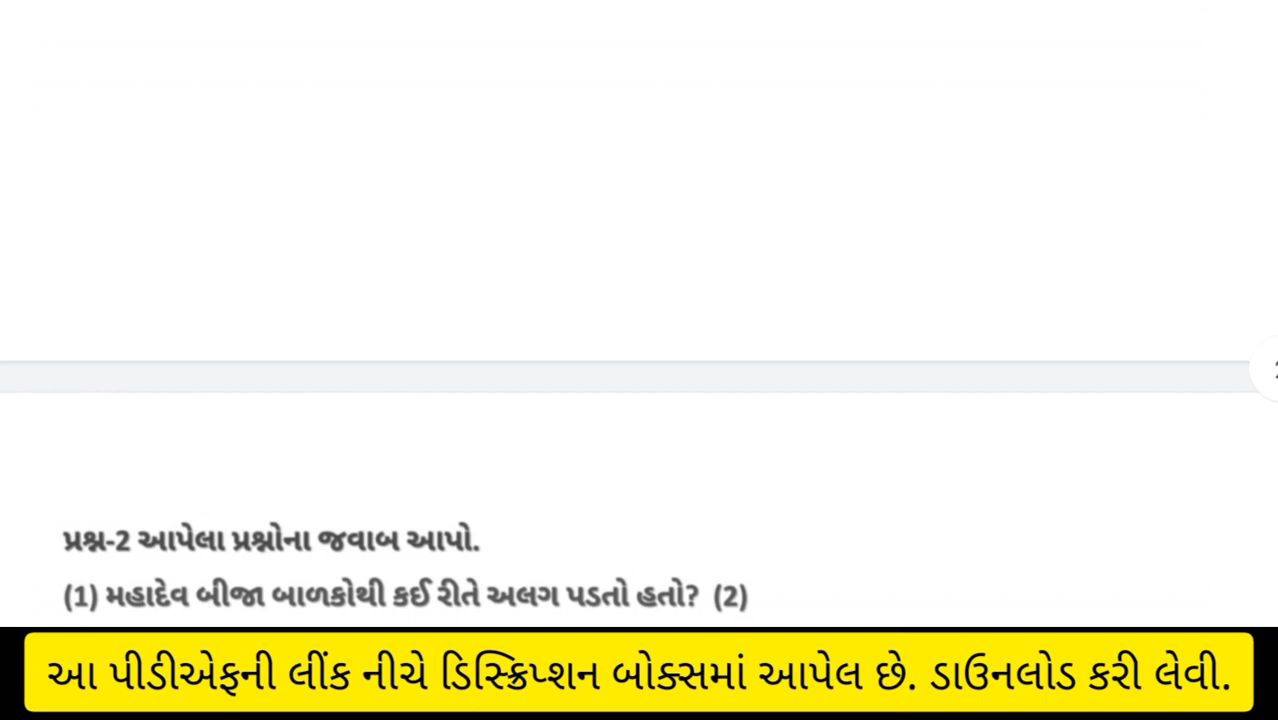 પ્રશ્ન-2 આપેલા પ્રશ્નોના જવાબ આપો.
(1) મહાદેવ બીજા બાળકોથી કઈ રીતે અલગ પડતો હતો? (2)
આ પીડીએફની લીંક નીચે ડિસ્ક્રિપ્શન બોક્સમાં આપેલ છે. ડાઉનલોડ કરી લેવી.